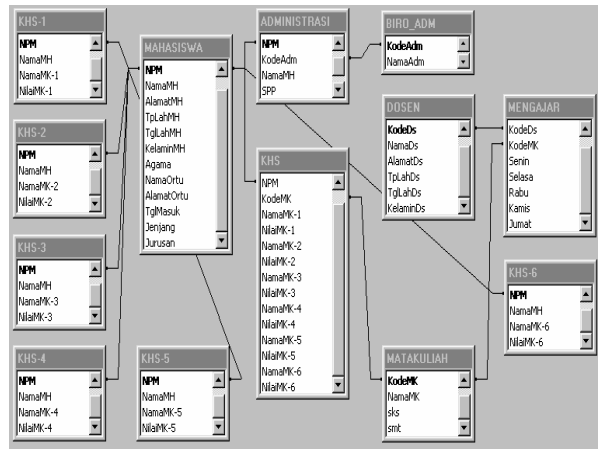 KHS-1
NPM
NamaMH
NamaMK-1
NilaiMK-1
KHS-2
NPM
NamaMH
NamaMK-2
NilaiMK-2
KHS-3
NPM
NamaMH
NamaMK-3
NilaiMK-3
KHS-4
NPM
NamaMH
NamaMK-4
NilaiMK-4
MAHASISWA
NPM
NamaMH
AlamatMH
TpLahMH
TglLahMH
KelaminMH
Agama
NamaOrtu
AlamatOrtu
TglMasuk
Jenjang
Jurusan
KHS-5
NPM
NamaMH
NamaMK-5
NilaiMK-5
ADMINISTRASI
NPM
KodeAdm
NamaMH
SPP
KHS
NPM
KodeMK
NamaMK-1
NilaiMK-1
NamaMK-2
NilaiMK-2
NamaMK-3
NilaiMK-3
NamaMK-4
NilaiMK-4
NamaMK-5
NilaiMK-5
NamaMK-6
NilaiMK-6
BIRO_ADM
KodeAdm
NamaAdm
DOSEN
KodeDs
NamaDs
AlamatDs
TpLahDs
TglLahDs
KelaminDs
MATAKULIAH
KodeMK
NamaMK
sks
smt
MENGAJAR
KodeDs
KodeMK
Senin
Selasa
Rabu
Kamis
Jumat
KHS-6
NPM
NamaMH
NamaMK-6
NilaiMK-6